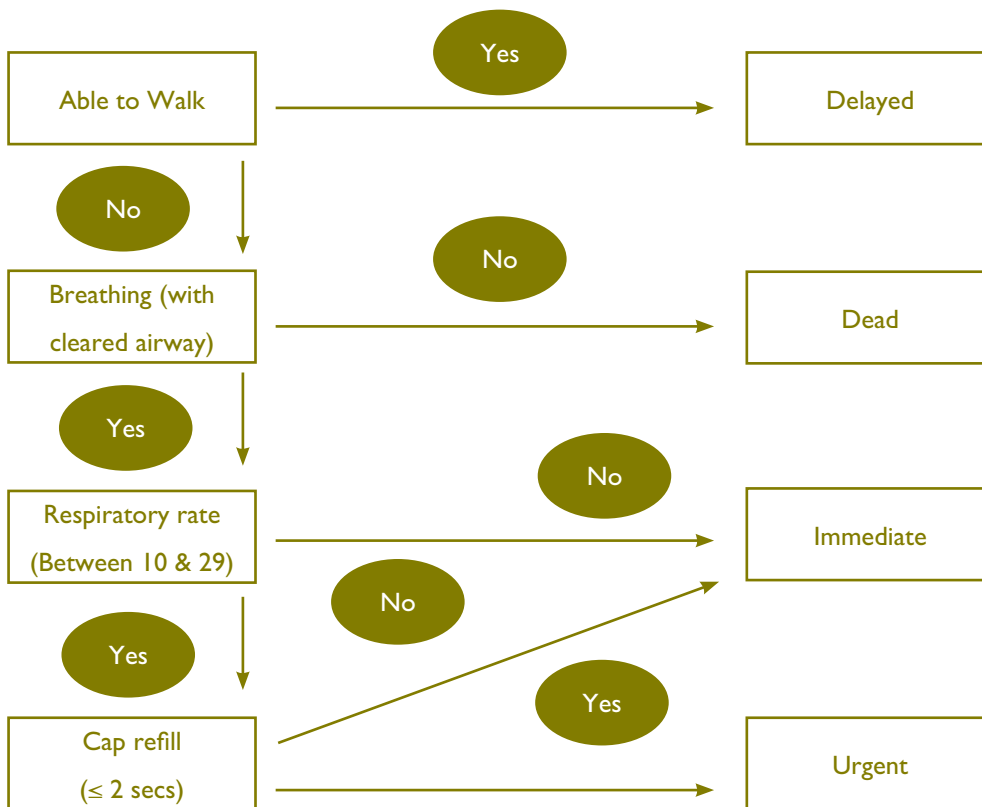 Yes
Able to Walk
Delayed
No
No
Breathing (with
cleared airway)
Dead
Yes
No
Respiratory rate
(Between 10 & 29)
Immediate
No
Yes
Yes
Cap refill
(≤ 2 secs)
Urgent